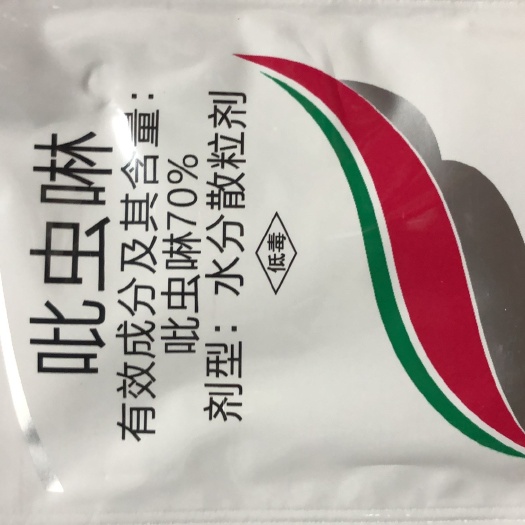 吡虫啉
有效成分及其含量：
吡虫啉70%
剂型：水分散粒剂
低毒